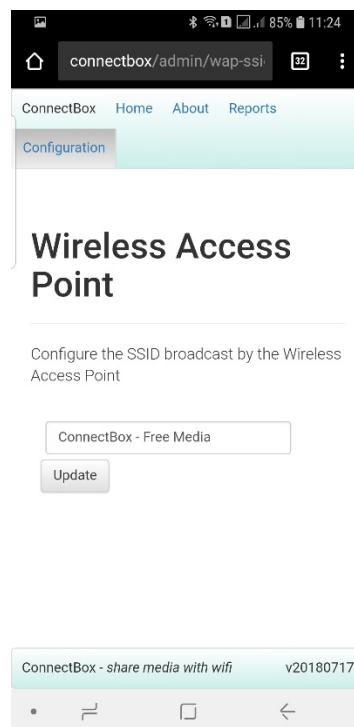 85% 11:24
connectbox/admin/wap-ssi
32
ConnectBox Home About Reports
Configuration
Wireless Access
Point
Configure the SSID broadcast by the Wireless
Access Point
ConnectBox - Free Media
Update
ConnectBox - share media with wifi v20180717